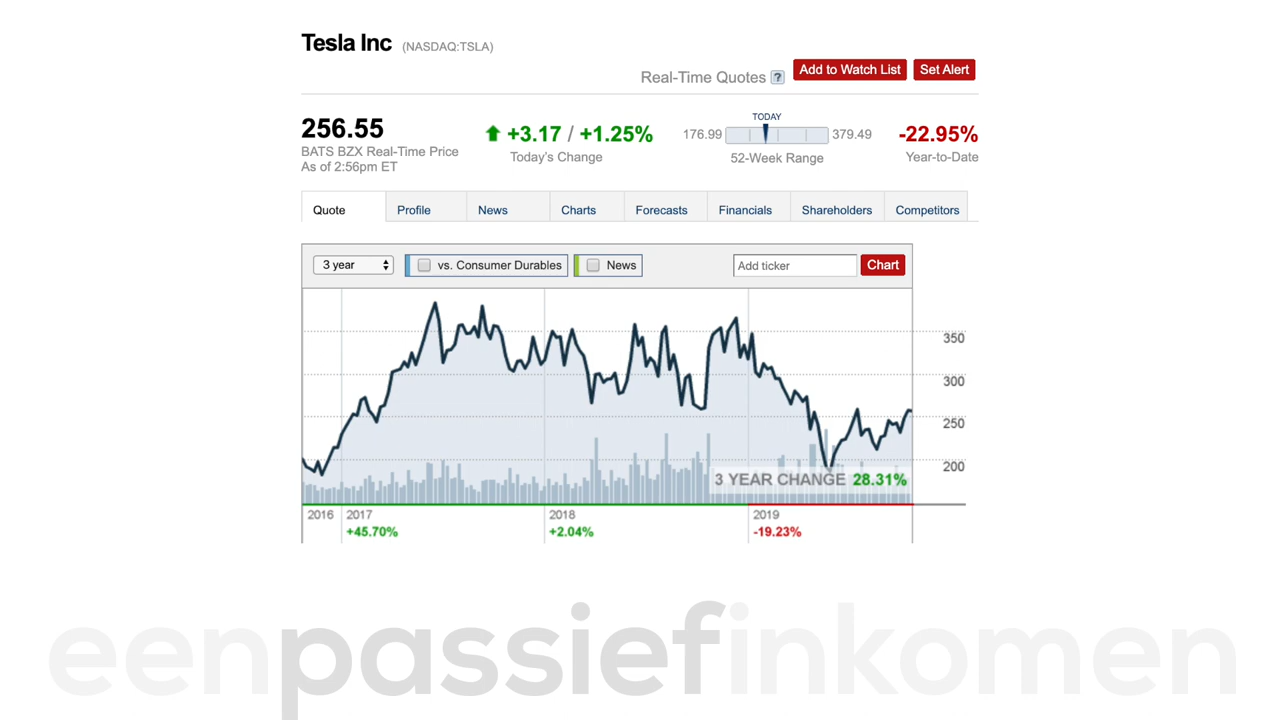 Tesla Inc (NASDAQ:TSLA)
Real-Time Quotes ? Add to Watch List Set Alert
256.55
BATS BZX Real-Time Price
As of 2:56pm ET
+3.17 / +1.25%
Today's Change
TODAY
176.99 379.49
52-Week Range
-22.95%
Year-to-Date
Quote Profile News Charts Forecasts Financials Shareholders Competitors
3 year vs. Consumer Durables News Add ticker Chart
350
300
250
200
3 YEAR CHANGE 28.31%
2016 2017 2018 2019
+45.70% +2.04% -19.23%
eenpassiefinkomen